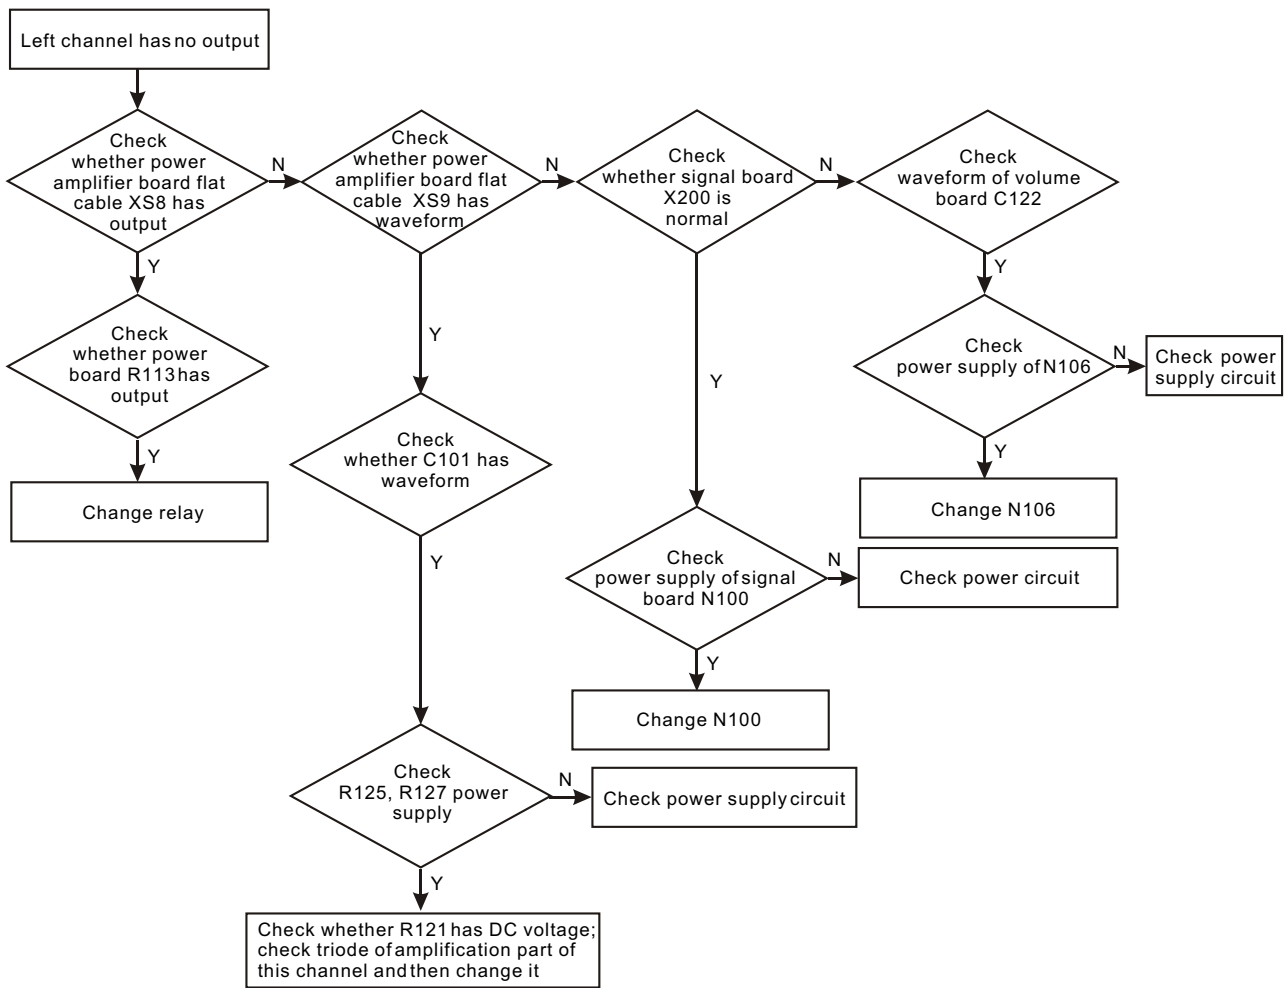 Left channel has no output
Check
whether power
amplifier board flat
cable XS8 has
output
N
Check
whether power
amplifier board flat
cable XS9 has
waveform
N
Check
whether signal board
X200 is
normal
N
Check
waveform of volume
board C122
Y
Y
Y
Y
Check
whether power
board R113 has
output
Check
power supply of N106
N
Check power
supply circuit
Y
Change relay
Check
whether C101 has
waveform
Y
Change N106
Y
Check
power supply of signal
board N100
N
Check power circuit
Y
Change N100
Check
R125, R127 power
supply
N
Check power supply circuit
Y
Check whether R121 has DC voltage;
check triode of amplification part of
this channel and then change it